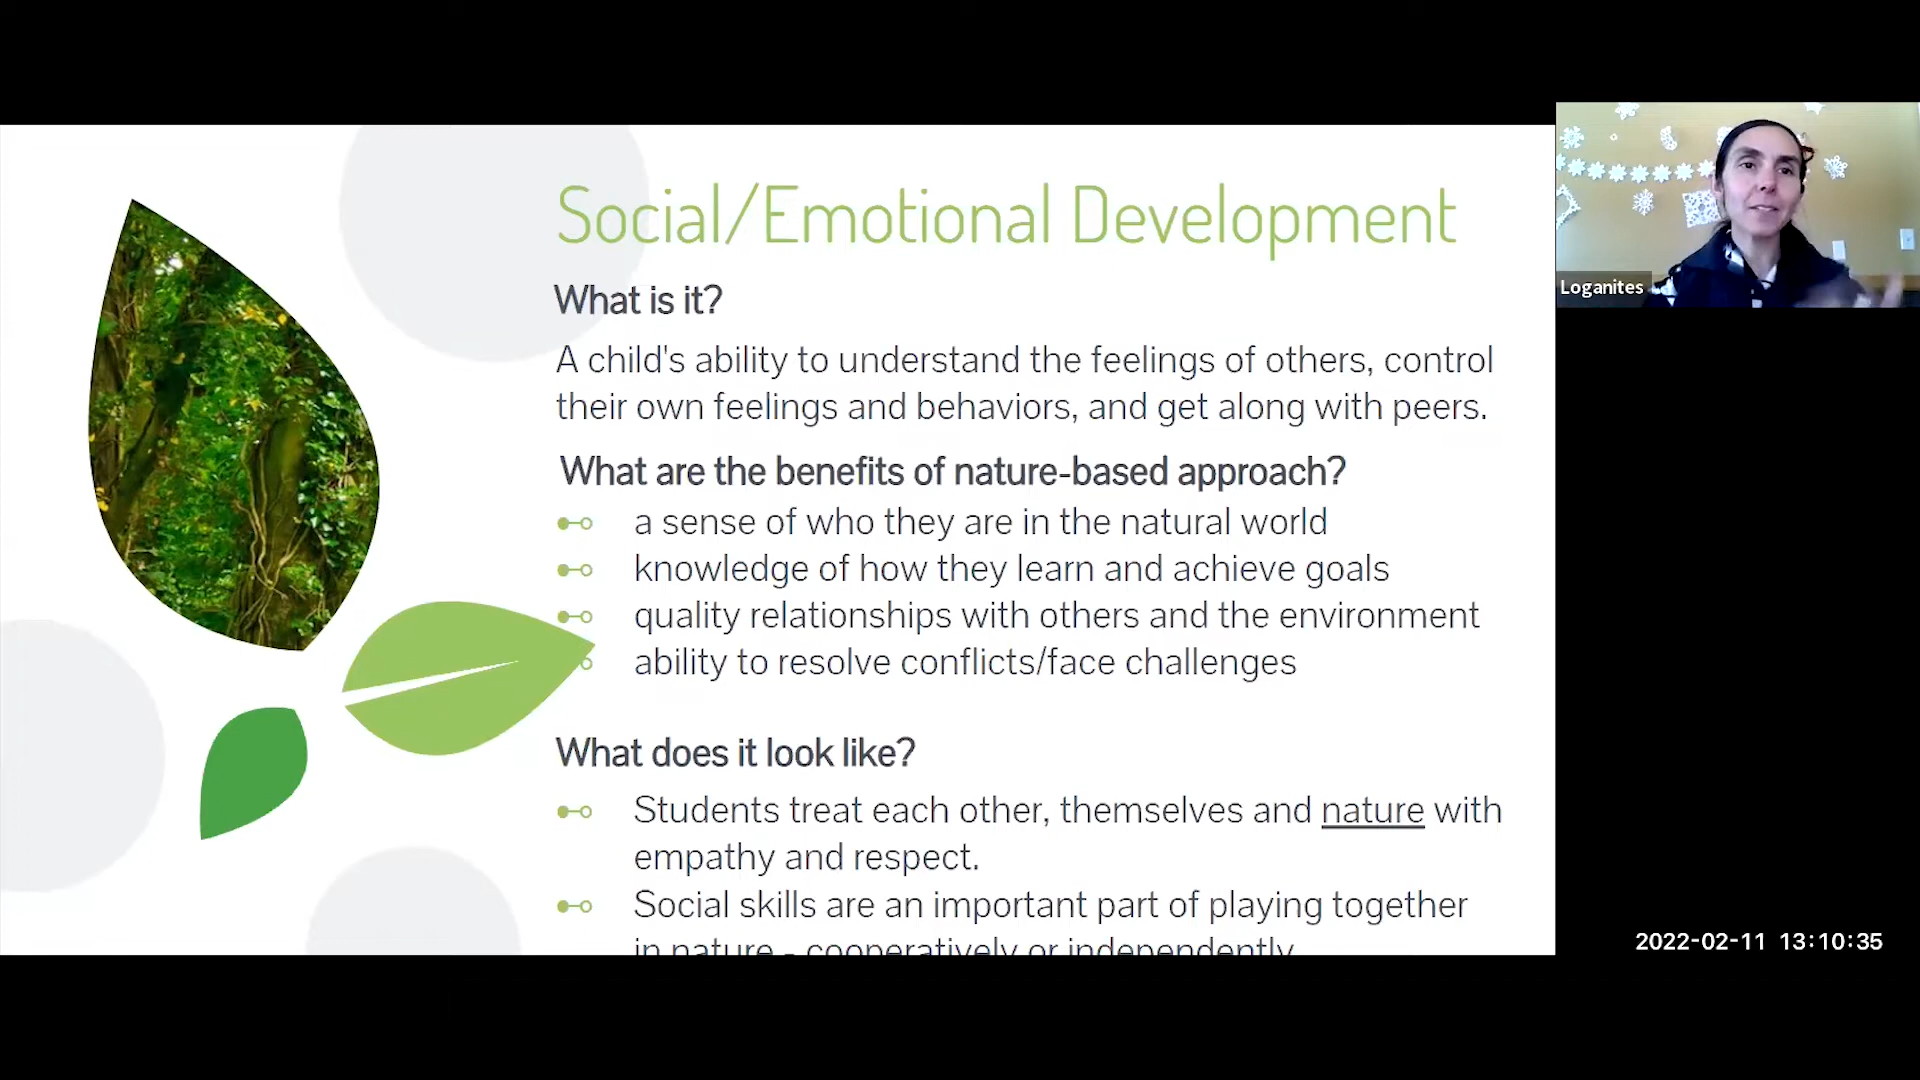 Social/Emotional Development
What is it?
A child's ability to understand the feelings of others, control
their own feelings and behaviors, and get along with peers.
What are the benefits of nature-based approach?
a sense of who they are in the natural world
knowledge of how they learn and achieve goals
quality relationships with others and the environment
ability to resolve conflicts/face challenges
What does it look like?
Students treat each other, themselves and nature with
empathy and respect.
Social skills are an important part of playing together
in nature - cooperatively or independently
Loganites
2022-02-11 13:10:35